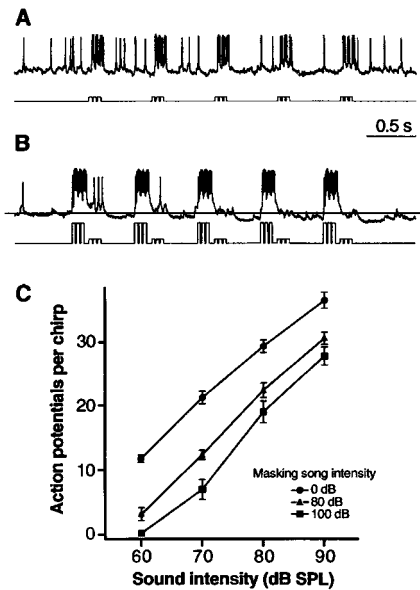 A
0.5 s
B
C
Action potentials per chirp
30
20
10
0
60 70 80 90
Sound intensity (dB SPL)
Masking song intensity
0 dB
80 dB
100 dB